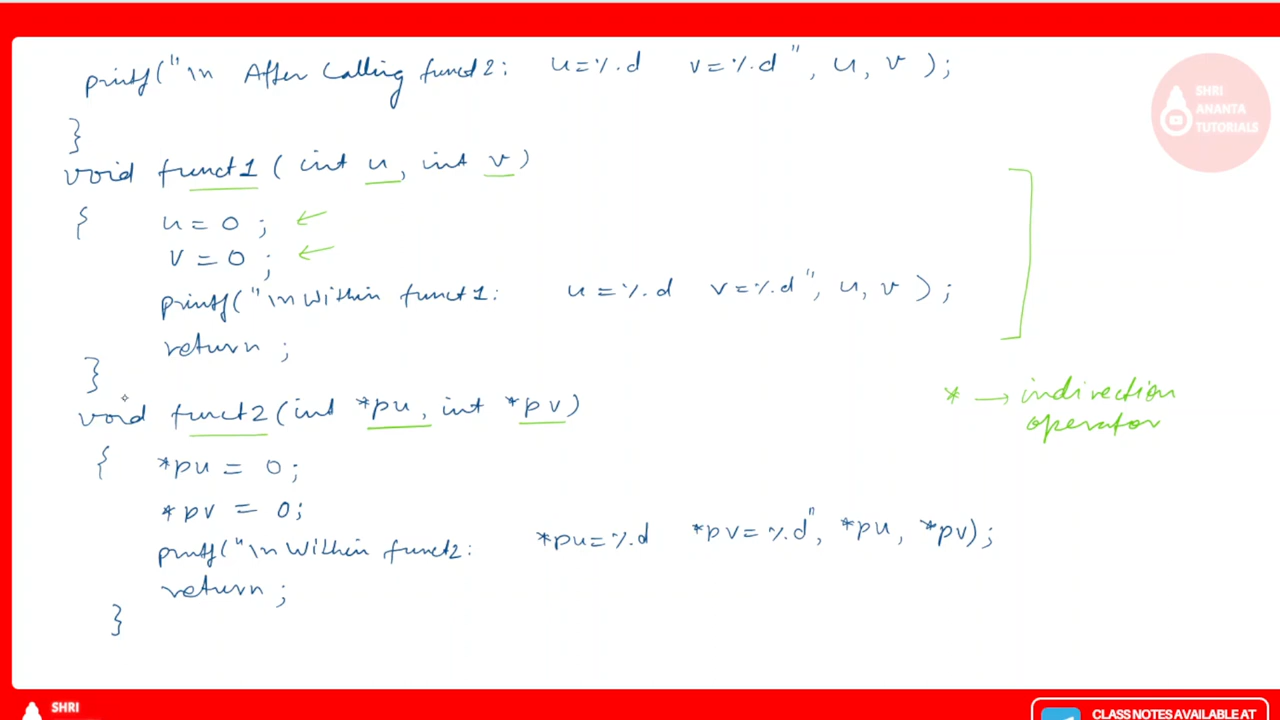 printf("\n After Calling funct2: u=%d v=%d", u, v );
}
void funct1 ( int u, int v )
{ u = 0 ;
v = 0 ;
printf("\n Within funct1: u = %d v=%d", u, v );
return ;
}
void funct2 (int *pu, int *pv)
{ *pu = 0;
*pv = 0;
printf("\n Within funct2: *pu=%d *pv=%d", *pu, *pv);
return ;
}
* → indirection
operator
SHRI
ANANTA
TUTORIALS
SHRI
CLASS NOTES AVAILABLE AT